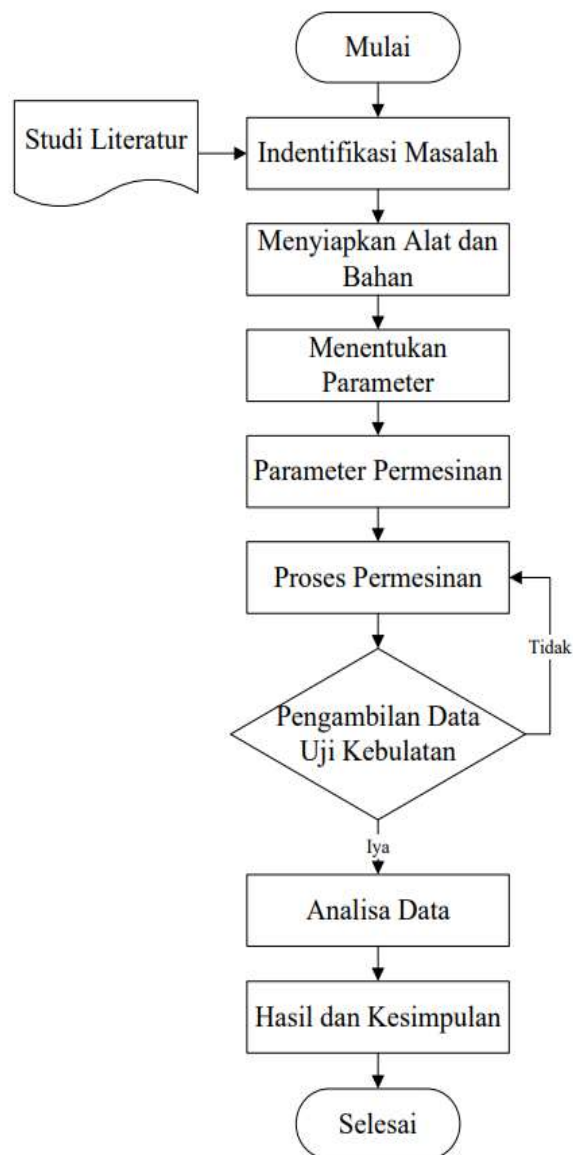 Mulai
Studi Literatur
Indentifikasi Masalah
Menyiapkan Alat dan
Bahan
Menentukan
Parameter
Parameter Permesinan
Proses Permesinan
Tidak
Pengambilan Data
Uji Kebulatan
Iya
Analisa Data
Hasil dan Kesimpulan
Selesai